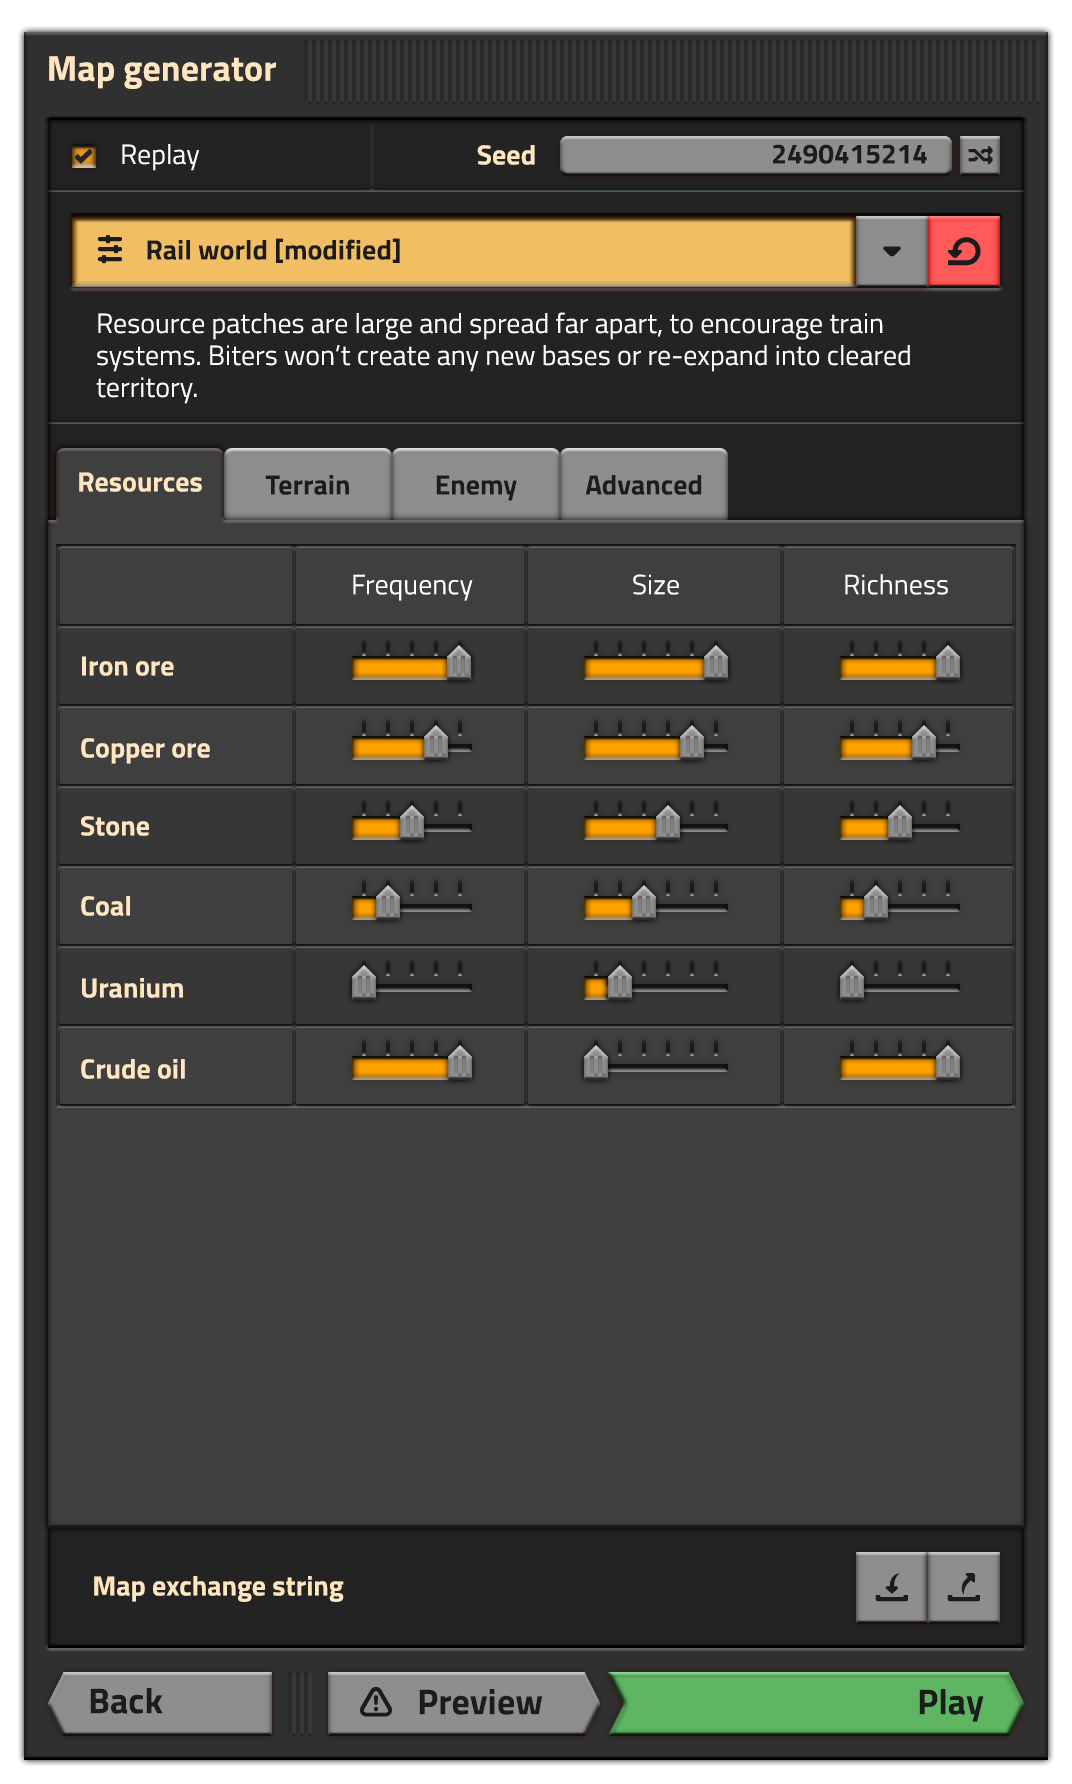 Map generator
Replay
Seed 2490415214
Rail world [modified]
Resource patches are large and spread far apart, to encourage train
systems. Biters won't create any new bases or re-expand into cleared
territory.
Resources Terrain Enemy Advanced
Frequency Size Richness
Iron ore
Copper ore
Stone
Coal
Uranium
Crude oil
Map exchange string
Back Preview Play